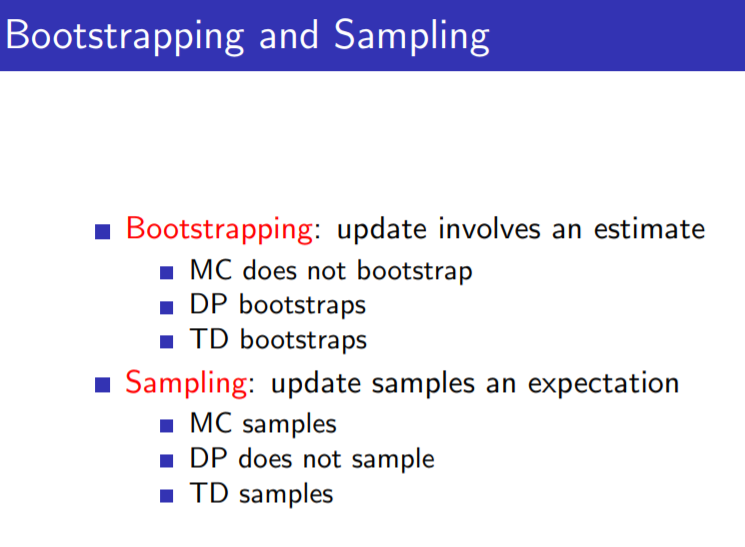 Bootstrapping and Sampling
Bootstrapping: update involves an estimate
MC does not bootstrap
DP bootstraps
TD bootstraps
Sampling: update samples an expectation
MC samples
DP does not sample
TD samples